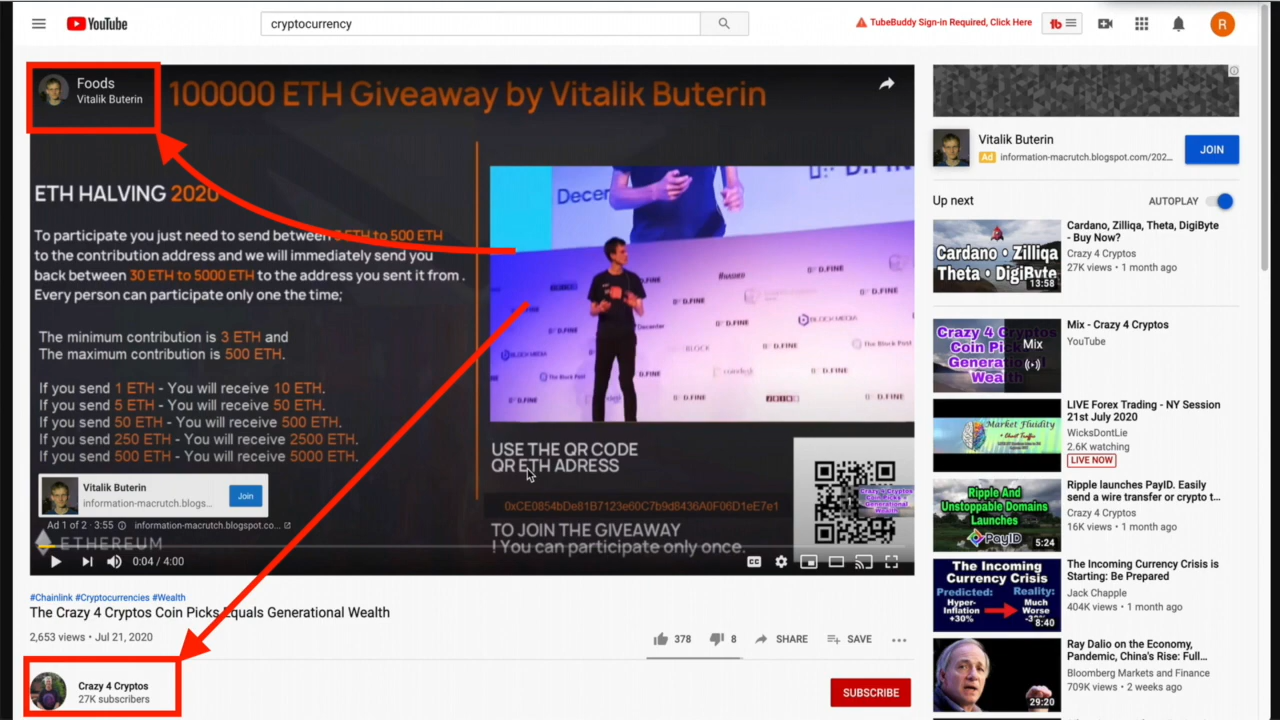 YouTube
cryptocurrency
TubeBuddy Sign-in Required, Click Here
tb
R
Foods
Vitalik Buterin
100000 ETH Giveaway by Vitalik Buterin
ETH HALVING 2020
To participate you just need to send between ETH to 500 ETH
to the contribution address and we will immediately send you
back between 30 ETH to 5000 ETH to the address you sent it from .
Every person can participate only one the time;
The minimum contribution is 3 ETH and
The maximum contribution is 500 ETH.
If you send 1 ETH - You will receive 10 ETH.
If you send 5 ETH - You will receive 50 ETH.
If you send 50 ETH - You will receive 500 ETH.
If you send 250 ETH - You will receive 2500 ETH.
If you send 500 ETH - You will receive 5000 ETH.
Decenter
D.FINE
USE THE QR CODE
QR ETH ADRESS
0xCE0854bDe81B7123e60C7b9d8436A0F06D1eE7e1
TO JOIN THE GIVEAWAY
! You can participate only once.
Crazy 4 Cryptos
Coin Picks
Generational
Wealth
Vitalik Buterin
information-macrutch.blogs...
Join
Ad 1 of 2 · 3:55 information-macrutch.blogspot.co...
ETHEREUM
0:04 / 4:00
CC
#Chainlink #Cryptocurrencies #Wealth
The Crazy 4 Cryptos Coin Picks Equals Generational Wealth
2,653 views • Jul 21, 2020
378
8
SHARE
SAVE
Crazy 4 Cryptos
27K subscribers
SUBSCRIBE
Vitalik Buterin
Ad information-macrutch.blogspot.com/202...
JOIN
Up next
AUTOPLAY
Cardano • Zilliqa
Theta • DigiByte
13:58
Cardano, Zilliqa, Theta, DigiByte
- Buy Now?
Crazy 4 Cryptos
27K views • 1 month ago
Crazy 4 Cryptos
Coin Picks
Generational
Wealth
Mix
Mix - Crazy 4 Cryptos
YouTube
Market Fluidity
LIVE Forex Trading - NY Session
21st July 2020
WicksDontLie
2.6K watching
LIVE NOW
Ripple And
Unstoppable Domains
Launches
PayID
5:24
Ripple launches PayID. Easily
send a wire transfer or crypto t...
Crazy 4 Cryptos
16K views • 1 month ago
The Incoming
Currency Crisis
Predicted:
Reality:
Hyper-
Inflation
+30%
Much
Worse
8:40
The Incoming Currency Crisis is
Starting: Be Prepared
Jack Chapple
404K views • 1 month ago
29:20
Ray Dalio on the Economy,
Pandemic, China's Rise: Full...
Bloomberg Markets and Finance
709K views • 2 weeks ago